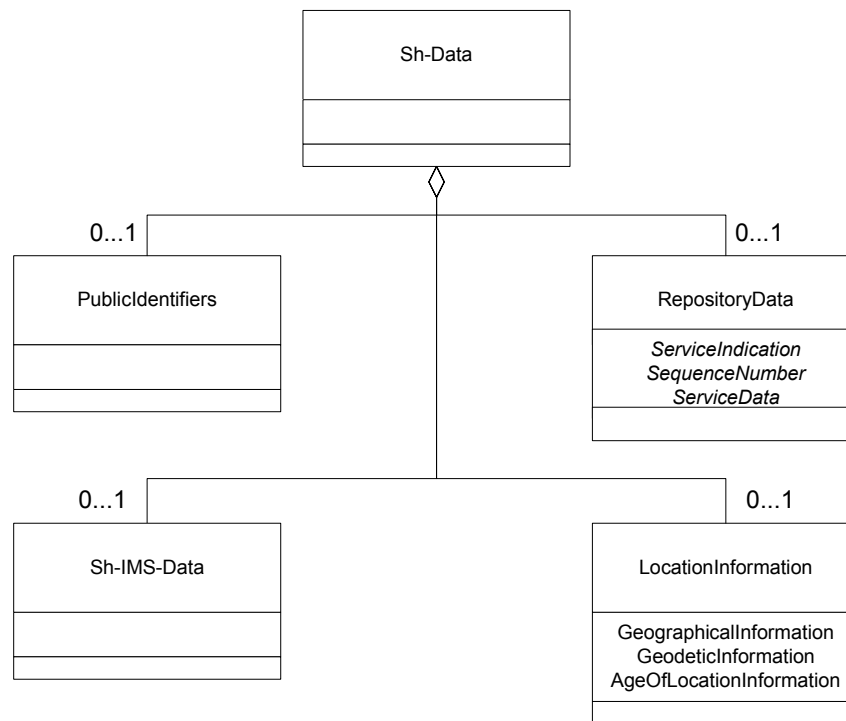 Sh-Data
0...1
0...1
PublicIdentifiers
RepositoryData
ServiceIndication
SequenceNumber
ServiceData
0...1
0...1
Sh-IMS-Data
LocationInformation
GeographicalInformation
GeodeticInformation
AgeOfLocationInformation